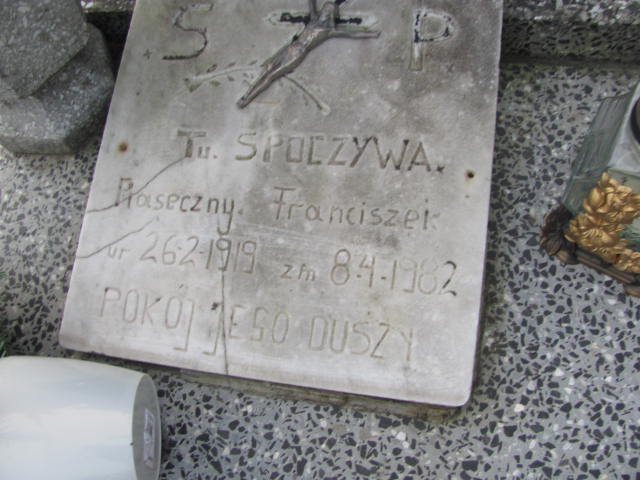 S P
Tu. SPOCZYWA.
Piaseczny. Franciszek
ur 26·2·1919 zm 8·4·1982
POKÓJ JEGO DUSZY